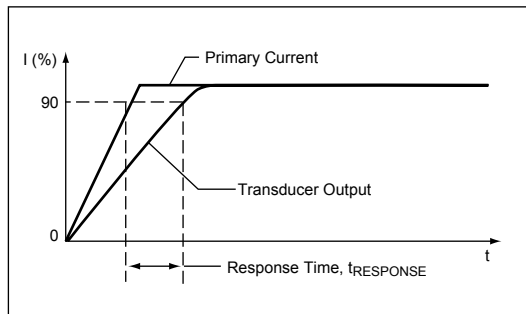 I (%)
Primary Current
90
Transducer Output
0
t
Response Time, tRESPONSE